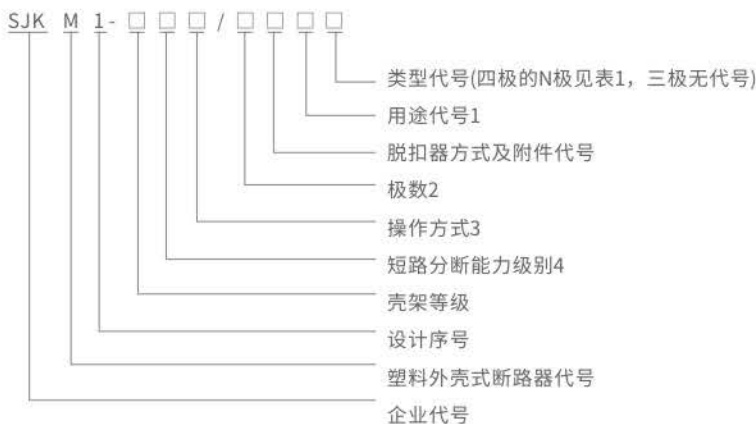 SJK M 1-□□□/□□□□
类型代号(四极的N极见表1，三极无代号)
用途代号1
脱扣器方式及附件代号
极数2
操作方式3
短路分断能力级别4
壳架等级
设计序号
塑料外壳式断路器代号
企业代号